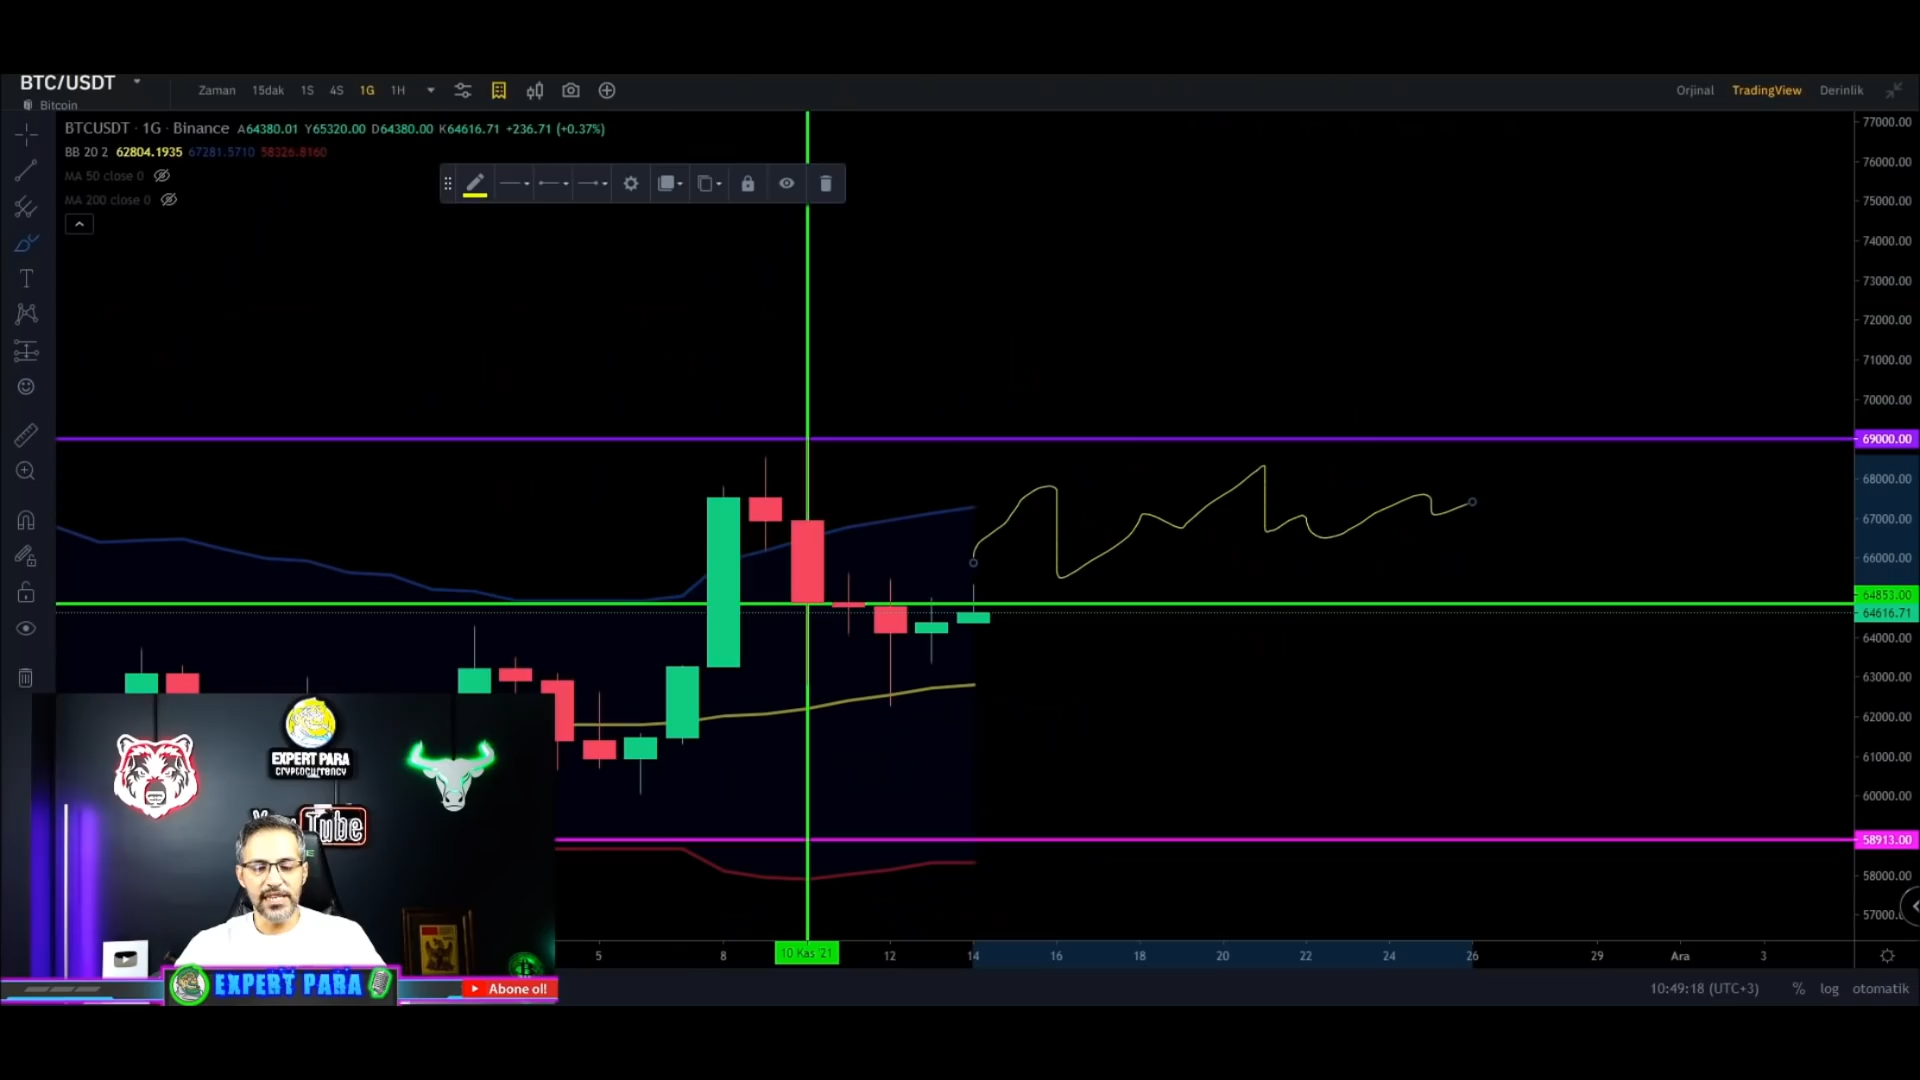 BTC/USDT
Bitcoin
Zaman 15dak 1S 4S 1G 1H
Orjinal TradingView Derinlik
BTCUSDT · 1G · Binance A64380.01 Y65320.00 D64380.00 K64616.71 +236.71 (+0.37%)
BB 20 2 62804.1935 67281.5710 58326.8160
MA 50 close 0
MA 200 close 0
T
77000.00
76000.00
75000.00
74000.00
73000.00
72000.00
71000.00
70000.00
69000.00
68000.00
67000.00
66000.00
64853.00
64616.71
64000.00
63000.00
62000.00
61000.00
60000.00
58913.00
58000.00
57000.
EXPERT PARA
CRYPTOCURRENCY
Tube
5 8 10 Kas '21 12 14 16 18 20 22 24 26 29 Ara 3
EXPERT PARA
Abone ol!
10:49:18 (UTC+3) % log otomatik